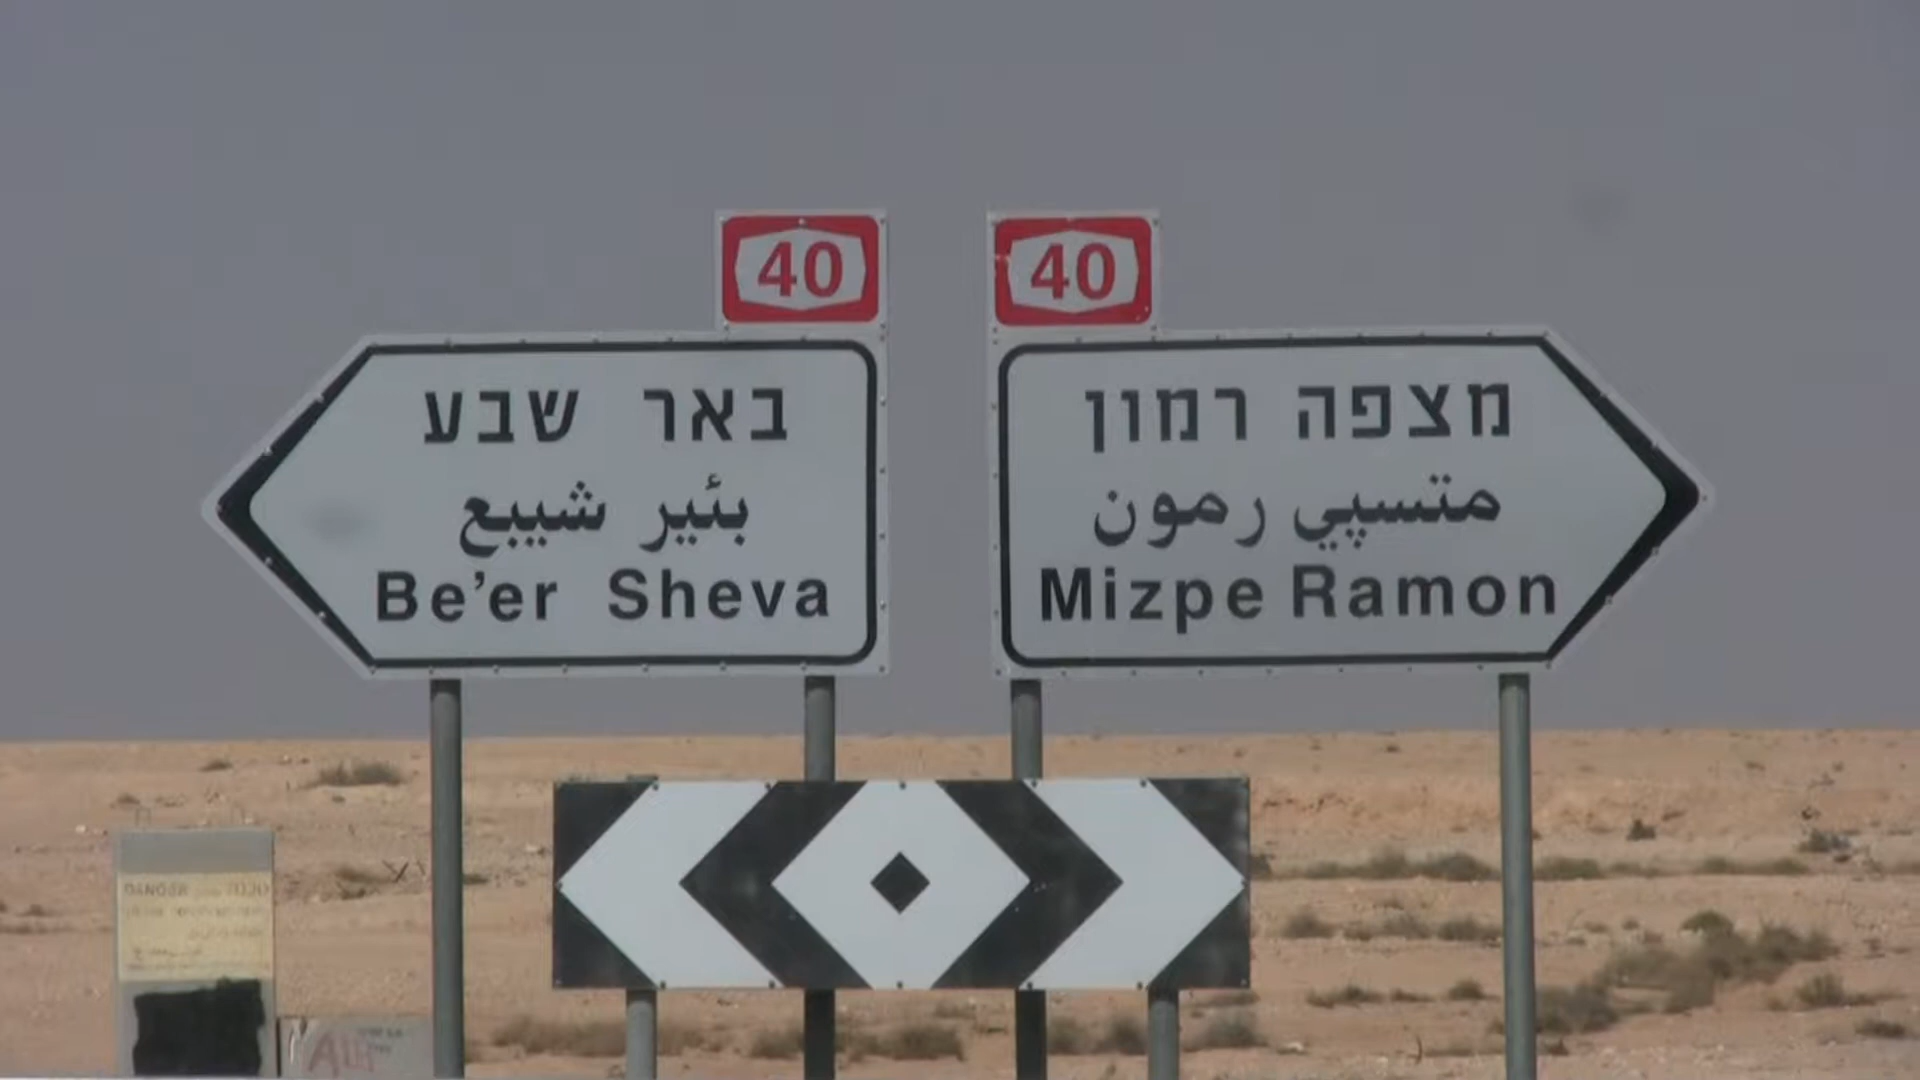 40
באר שבע
بئير شيبع
Be'er Sheva
40
מצפה רמון
متسپي رمون
Mizpe Ramon
DANGER